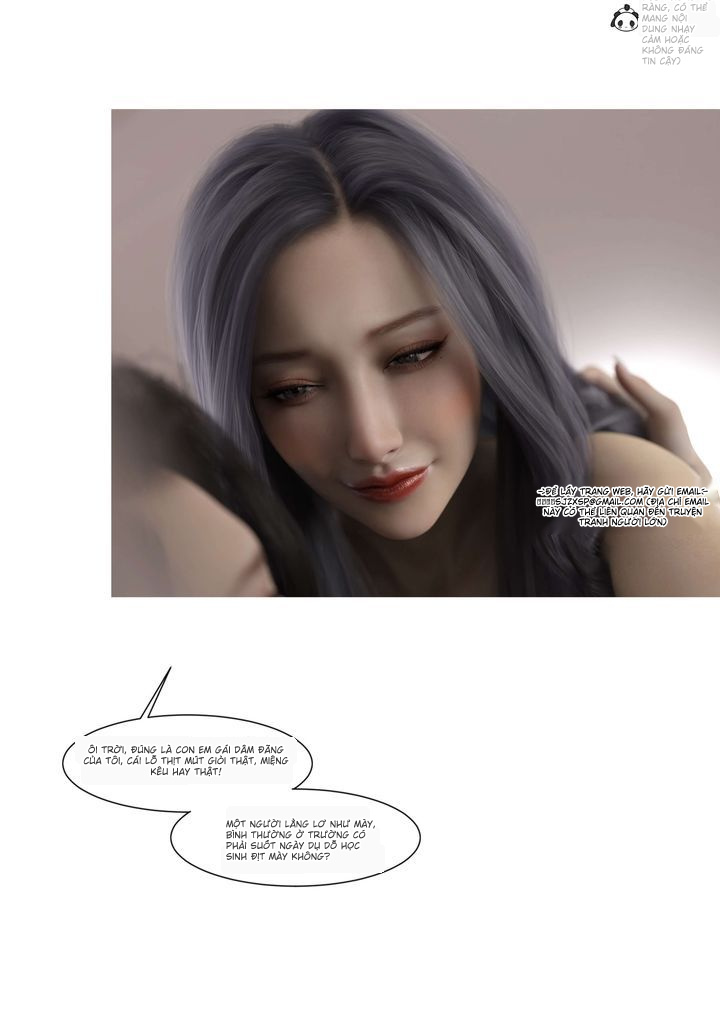 RÀNG, CÓ THỂ
MANG NỘI
DUNG NHẠY
CẢM HOẶC
KHÔNG ĐÁNG
TIN CẬY)
-:ĐỂ LẤY TRANG WEB, HÃY GỬI EMAIL:-
SJZXSP@GMAIL.COM (ĐỊA CHỈ EMAIL
NÀY CÓ THỂ LIÊN QUAN ĐẾN TRUYỆN
TRANH NGƯỜI LỚN)
ÔI TRỜI, ĐÚNG LÀ CON EM GÁI DÂM ĐÃNG
CỦA TÔI, CÁI LỖ THỊT MÚT GIỎI THẬT, MIỆNG
KÊU HAY THẬT!
MỘT NGƯỜI LẲNG LƠ NHƯ MÀY,
BÌNH THƯỜNG Ở TRƯỜNG CÓ
PHẢI SUỐT NGÀY DỤ DỖ HỌC
SINH ĐỊT MÀY KHÔNG?